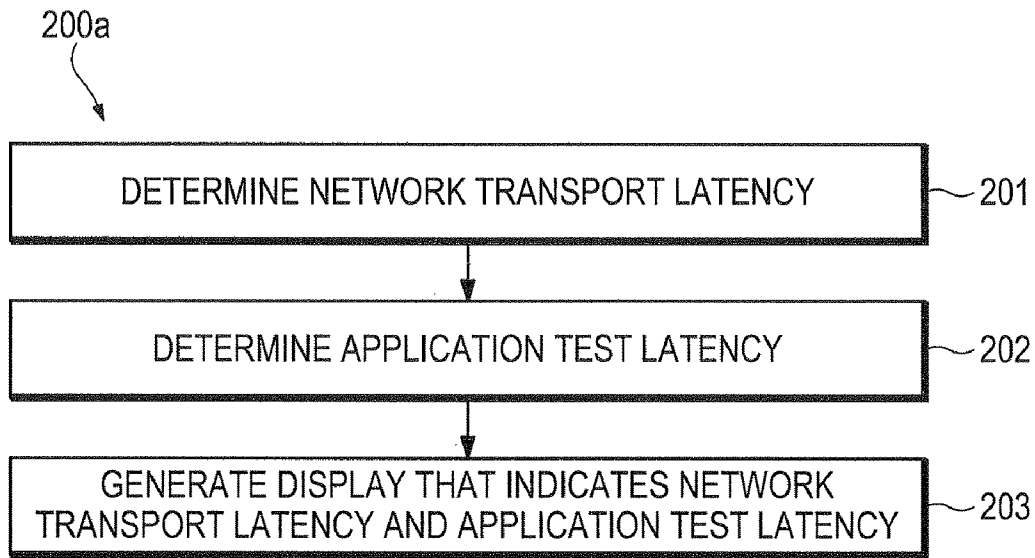 200a
DETERMINE NETWORK TRANSPORT LATENCY
201
DETERMINE APPLICATION TEST LATENCY
202
GENERATE DISPLAY THAT INDICATES NETWORK
TRANSPORT LATENCY AND APPLICATION TEST LATENCY
203